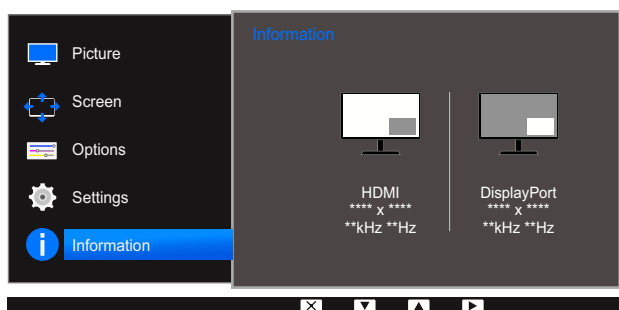 Picture
Screen
Options
Settings
Information
Information
HDMI
**** x ****
**kHz **Hz
DisplayPort
**** x ****
**kHz **Hz